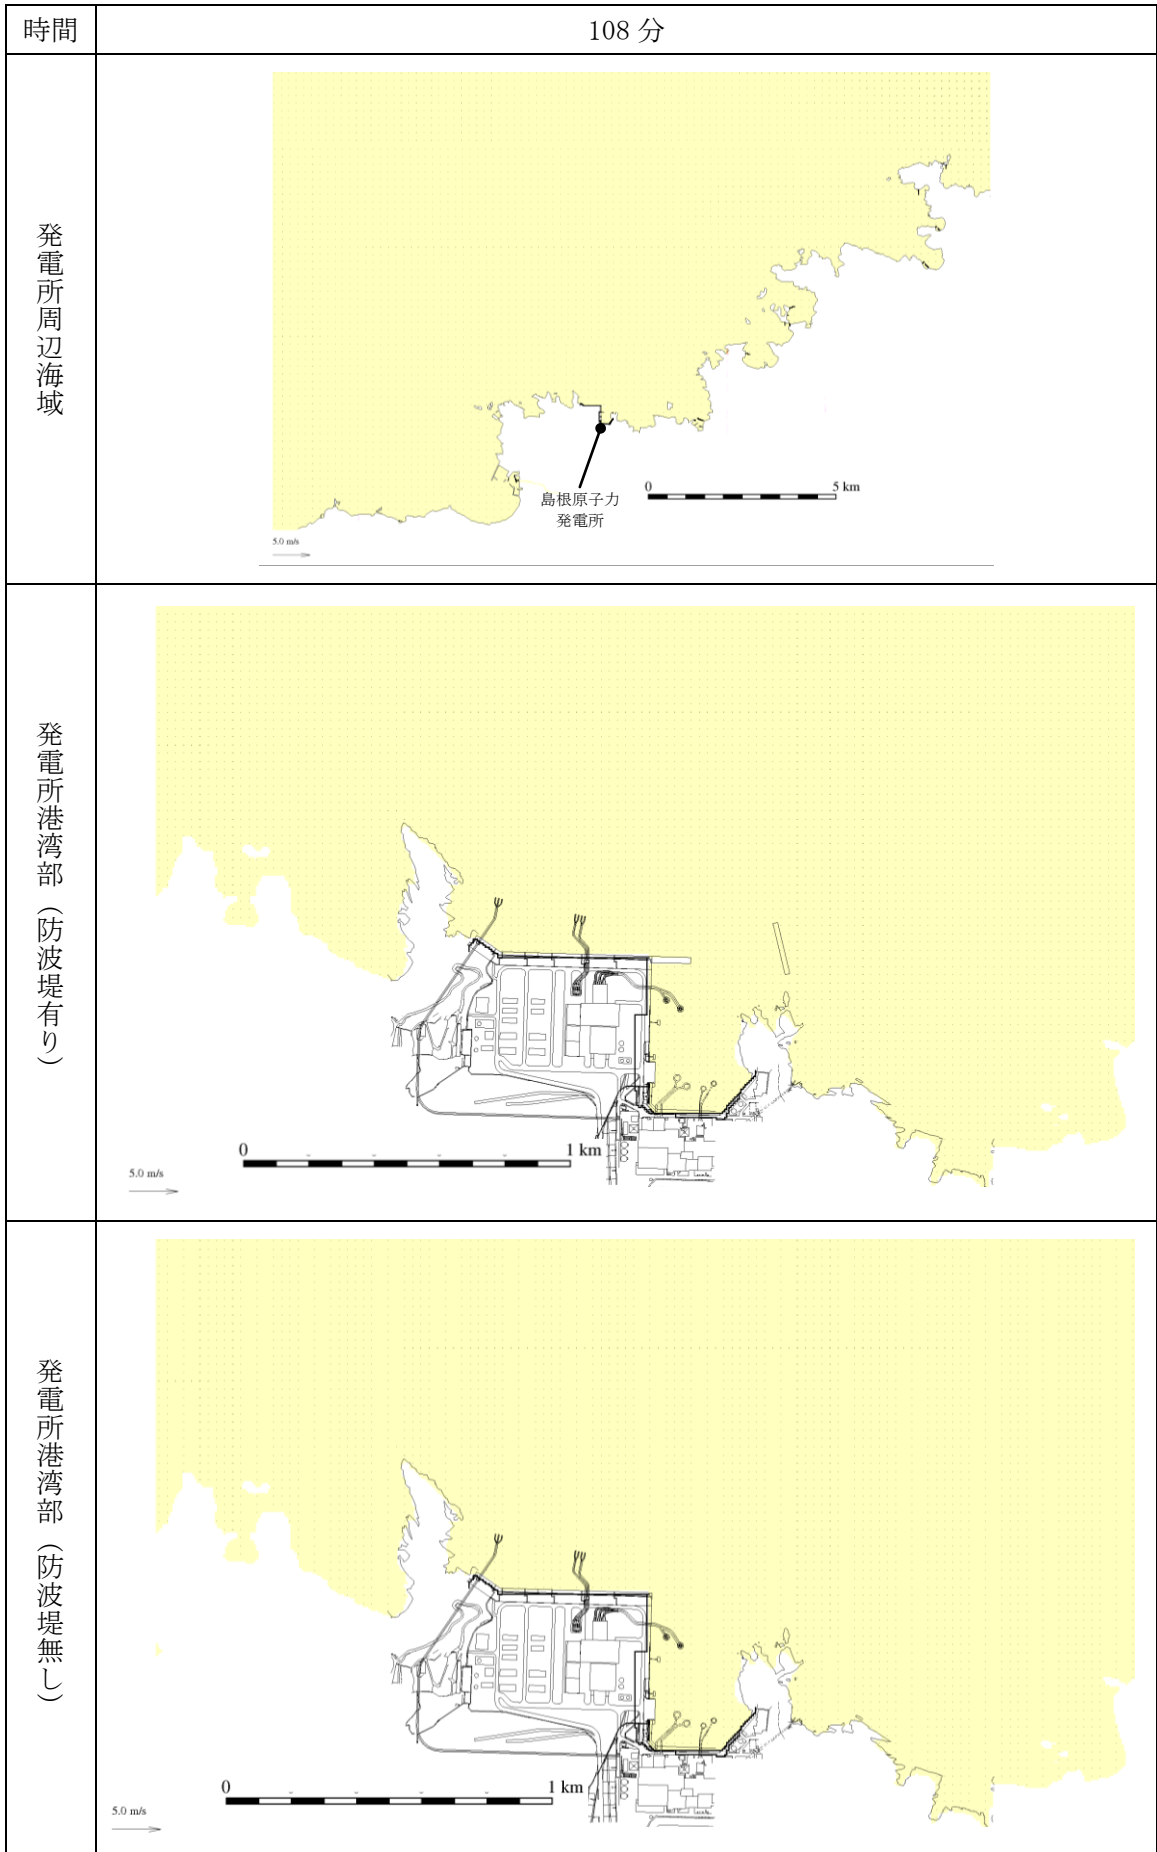 時間
108 分
発電所周辺海域
島根原子力
発電所
0
5 km
5.0 m/s
発電所港湾部（防波堤有り）
0
1 km
5.0 m/s
発電所港湾部（防波堤無し）
0
1 km
5.0 m/s